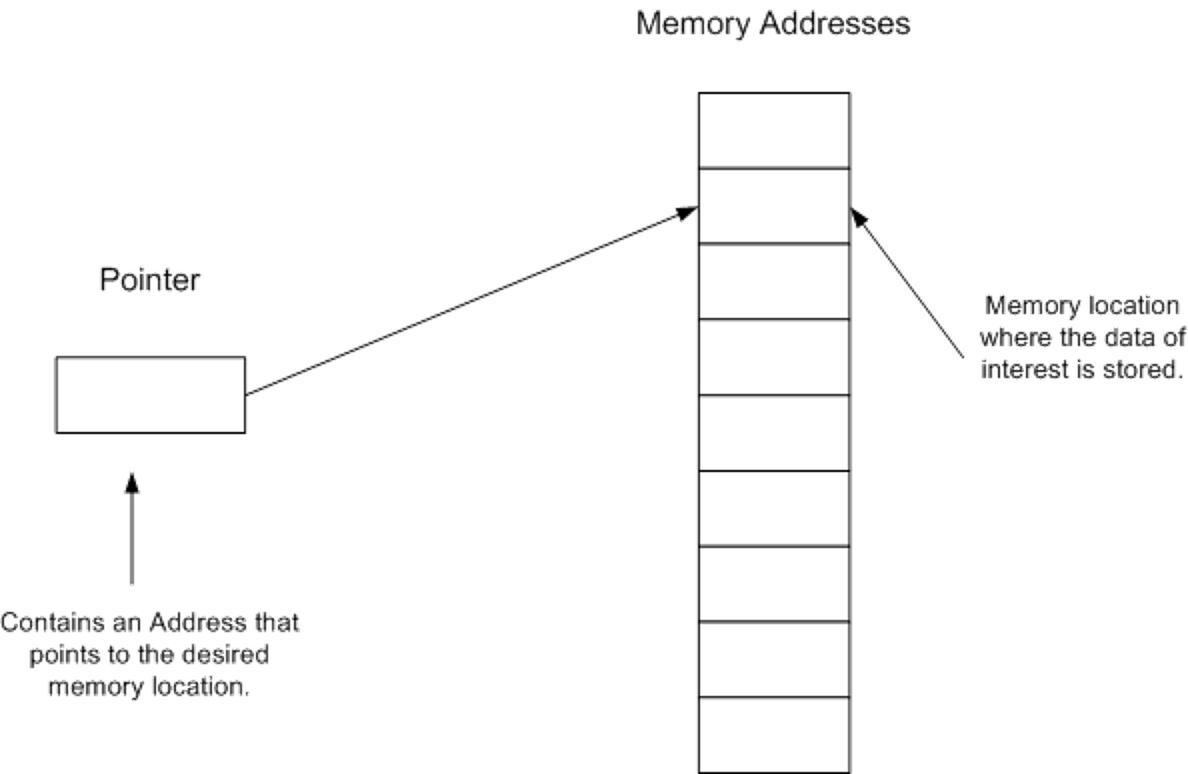 Memory Addresses
Pointer
Contains an Address that
points to the desired
memory location.
Memory location
where the data of
interest is stored.